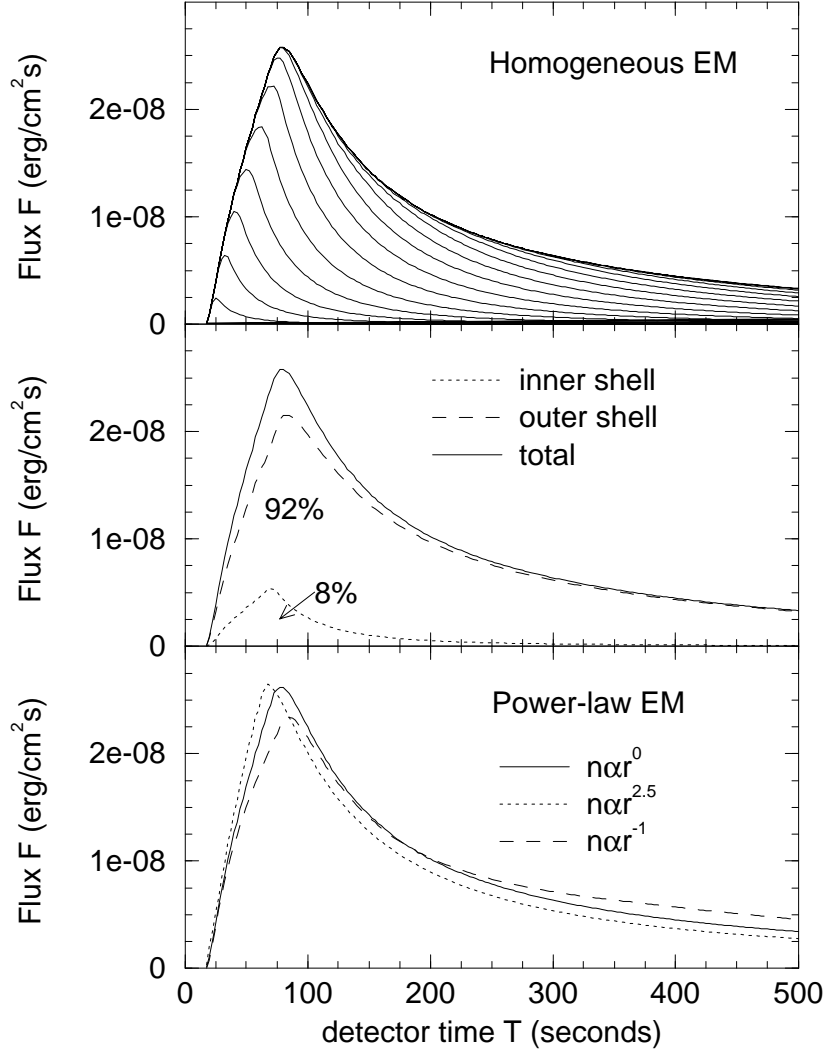 Homogeneous EM
Flux F (erg/cm²s)
2e-08
1e-08
0
inner shell
outer shell
total
92%
8%
Flux F (erg/cm²s)
2e-08
1e-08
0
Power-law EM
nαr⁰
nαr²·⁵
nαr⁻¹
Flux F (erg/cm²s)
2e-08
1e-08
0
0 100 200 300 400 500
detector time T (seconds)